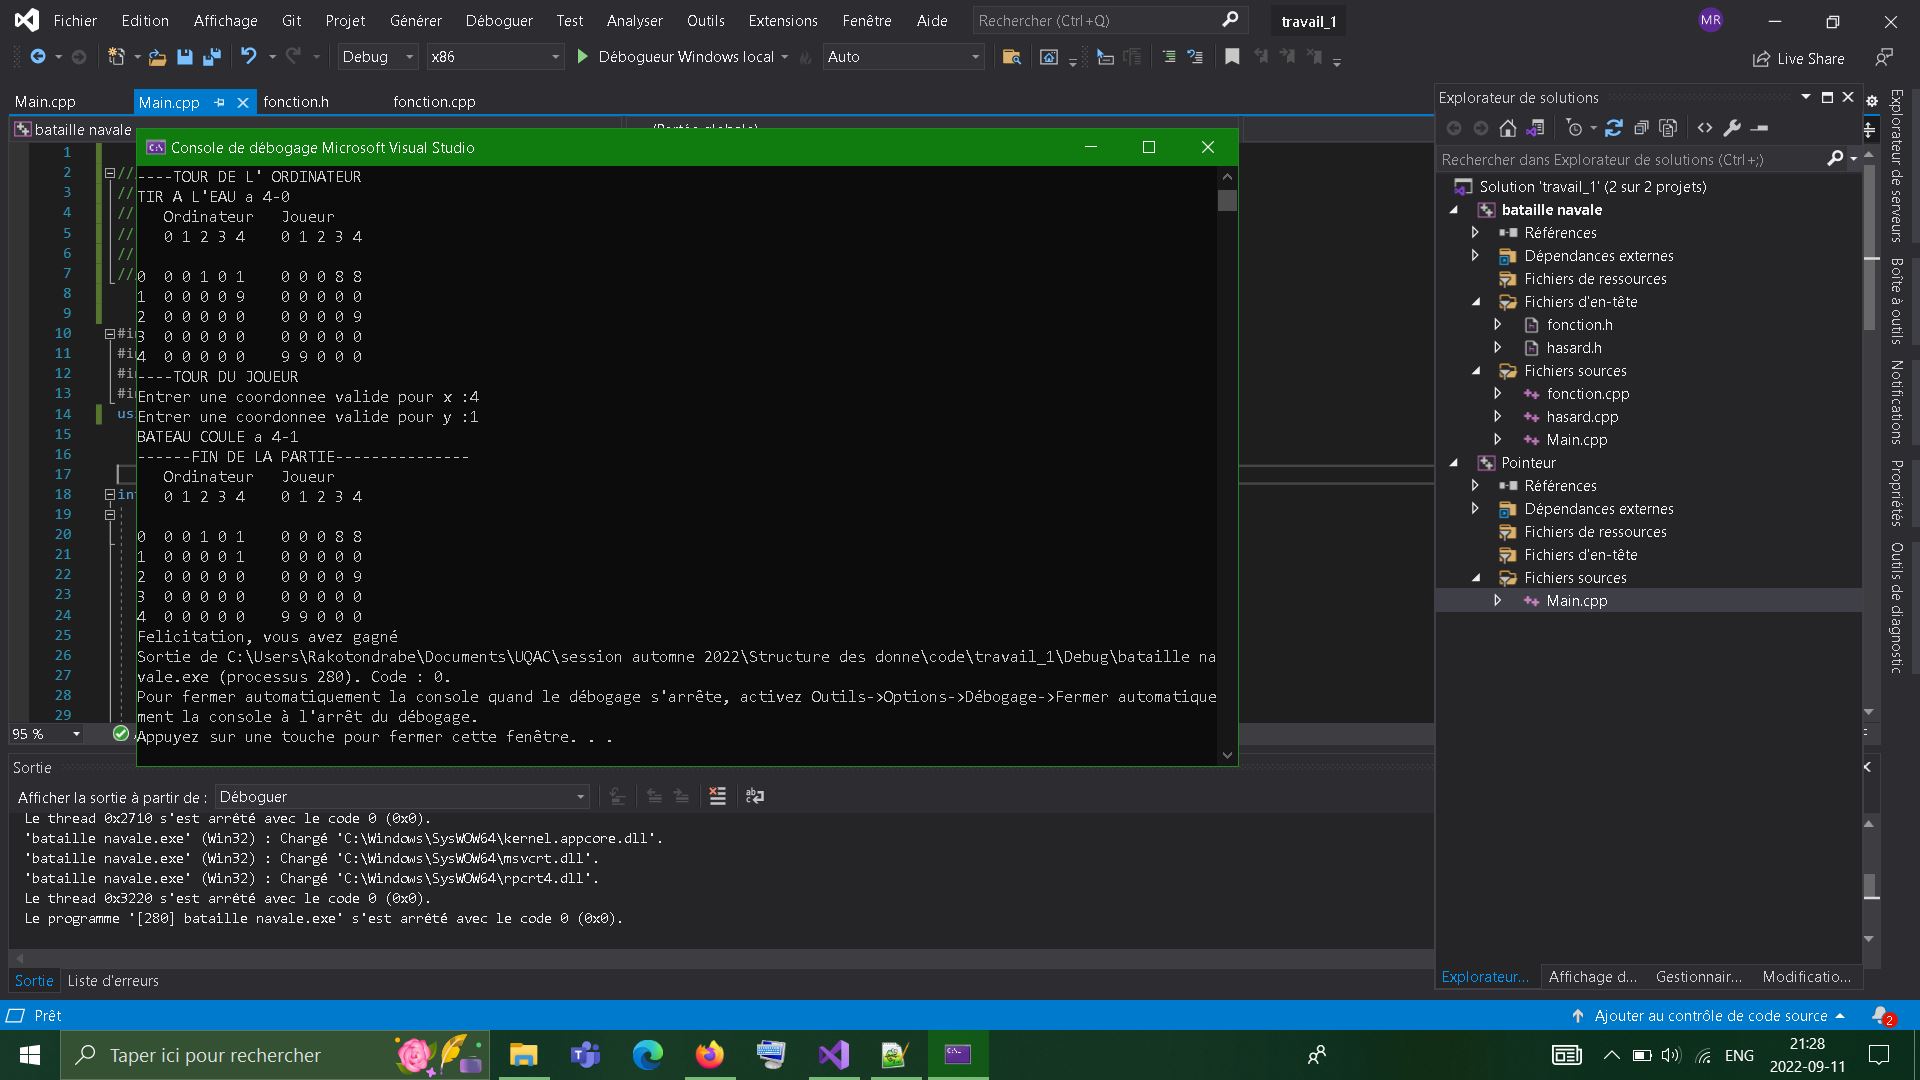 Fichier Edition Affichage Git Projet Générer Déboguer Test Analyser Outils Extensions Fenêtre Aide Rechercher (Ctrl+Q) travail_1 MR
Debug x86 Débogueur Windows local Auto Live Share
Main.cpp Main.cpp fonction.h fonction.cpp
bataille navale
Console de débogage Microsoft Visual Studio
----TOUR DE L' ORDINATEUR
TIR A L'EAU a 4-0
Ordinateur Joueur
0 1 2 3 4 0 1 2 3 4
0 0 0 1 0 1 0 0 0 8 8
1 0 0 0 0 9 0 0 0 0 0
2 0 0 0 0 0 0 0 0 0 9
3 0 0 0 0 0 0 0 0 0 0
4 0 0 0 0 0 9 9 0 0 0
----TOUR DU JOUEUR
Entrer une coordonnee valide pour x :4
Entrer une coordonnee valide pour y :1
BATEAU COULE a 4-1
------FIN DE LA PARTIE---------------
Ordinateur Joueur
0 1 2 3 4 0 1 2 3 4
0 0 0 1 0 1 0 0 0 8 8
1 0 0 0 0 1 0 0 0 0 0
2 0 0 0 0 0 0 0 0 0 9
3 0 0 0 0 0 0 0 0 0 0
4 0 0 0 0 0 9 9 0 0 0
Felicitation, vous avez gagné
Sortie de C:\Users\Rakotondrabe\Documents\UQAC\session automne 2022\Structure des donne\code\travail_1\Debug\bataille na
vale.exe (processus 280). Code : 0.
Pour fermer automatiquement la console quand le débogage s'arrête, activez Outils->Options->Débogage->Fermer automatique
ment la console à l'arrêt du débogage.
Appuyez sur une touche pour fermer cette fenêtre. . .
1
2 //
3 //
4 //
5 //
6 //
7 //
8
9
10 #i
11 #i
12 #i
13 #i
14 us
15
16
17
18 in
19
20
21
22
23
24
25
26
27
28
29
95 %
Sortie
Afficher la sortie à partir de : Déboguer
Le thread 0x2710 s'est arrêté avec le code 0 (0x0).
'bataille navale.exe' (Win32) : Chargé 'C:\Windows\SysWOW64\kernel.appcore.dll'.
'bataille navale.exe' (Win32) : Chargé 'C:\Windows\SysWOW64\msvcrt.dll'.
'bataille navale.exe' (Win32) : Chargé 'C:\Windows\SysWOW64\rpcrt4.dll'.
Le thread 0x3220 s'est arrêté avec le code 0 (0x0).
Le programme '[280] bataille navale.exe' s'est arrêté avec le code 0 (0x0).
Sortie Liste d'erreurs
Explorateur de solutions
Rechercher dans Explorateur de solutions (Ctrl+;)
Solution 'travail_1' (2 sur 2 projets)
bataille navale
Références
Dépendances externes
Fichiers de ressources
Fichiers d'en-tête
fonction.h
hasard.h
Fichiers sources
fonction.cpp
hasard.cpp
Main.cpp
Pointeur
Références
Dépendances externes
Fichiers de ressources
Fichiers d'en-tête
Fichiers sources
Main.cpp
Explorateur... Affichage d... Gestionnair... Modificatio...
Explorateur de serveurs
Boîte à outils
Notifications
Propriétés
Outils de diagnostic
Prêt Ajouter au contrôle de code source 2
Taper ici pour rechercher ENG
21:28
2022-09-11